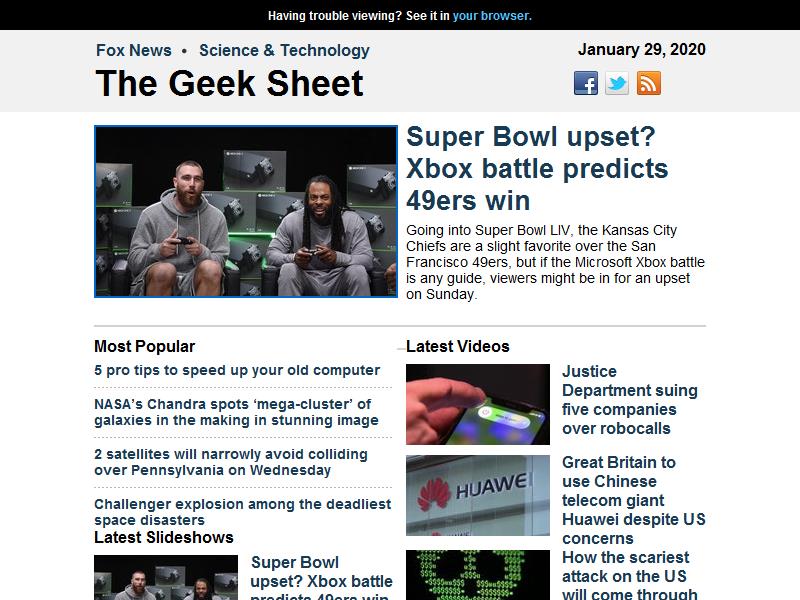 Having trouble viewing? See it in your browser.
Fox News • Science & Technology
January 29, 2020
The Geek Sheet
Super Bowl upset?
Xbox battle predicts
49ers win
Going into Super Bowl LIV, the Kansas City
Chiefs are a slight favorite over the San
Francisco 49ers, but if the Microsoft Xbox battle
is any guide, viewers might be in for an upset
on Sunday.
Most Popular
5 pro tips to speed up your old computer
NASA's Chandra spots ‘mega-cluster’ of
galaxies in the making in stunning image
2 satellites will narrowly avoid colliding
over Pennsylvania on Wednesday
Challenger explosion among the deadliest
space disasters
Latest Slideshows
Super Bowl
upset? Xbox battle
predicts 49ers win
Latest Videos
Justice
Department suing
five companies
over robocalls
HUAWEI
Great Britain to
use Chinese
telecom giant
Huawei despite US
concerns
How the scariest
attack on the US
will come through